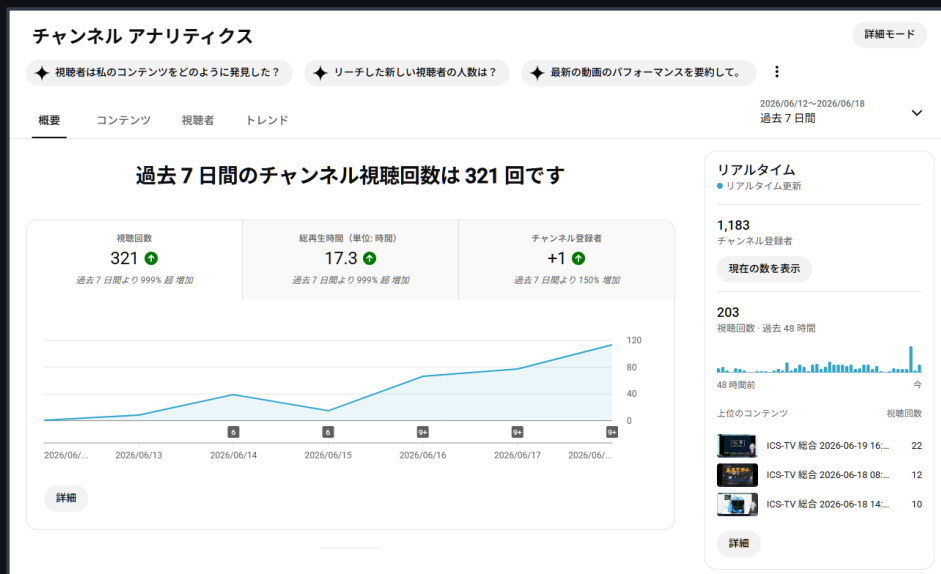 チャンネル アナリティクス
詳細モード
視聴者は私のコンテンツをどのように発見した？
リーチした新しい視聴者の人数は？
最新の動画のパフォーマンスを要約して。
概要
コンテンツ
視聴者
トレンド
2026/06/12～2026/06/18
過去 7 日間
過去 7 日間のチャンネル視聴回数は 321 回です
視聴回数
321
過去 7 日間より 999% 超 増加
総再生時間（単位: 時間）
17.3
過去 7 日間より 999% 超 増加
チャンネル登録者
+1
過去 7 日間より 150% 増加
120
80
40
0
6
6
9+
9+
9+
2026/06/...
2026/06/13
2026/06/14
2026/06/15
2026/06/16
2026/06/17
2026/06/...
詳細
リアルタイム
リアルタイム更新
1,183
チャンネル登録者
現在の数を表示
203
視聴回数 · 過去 48 時間
48 時間前
今
上位のコンテンツ
視聴回数
ICS-TV 総合 2026-06-19 16:...
22
ICS-TV 総合 2026-06-18 08:...
12
ICS-TV 総合 2026-06-18 14:...
10
詳細